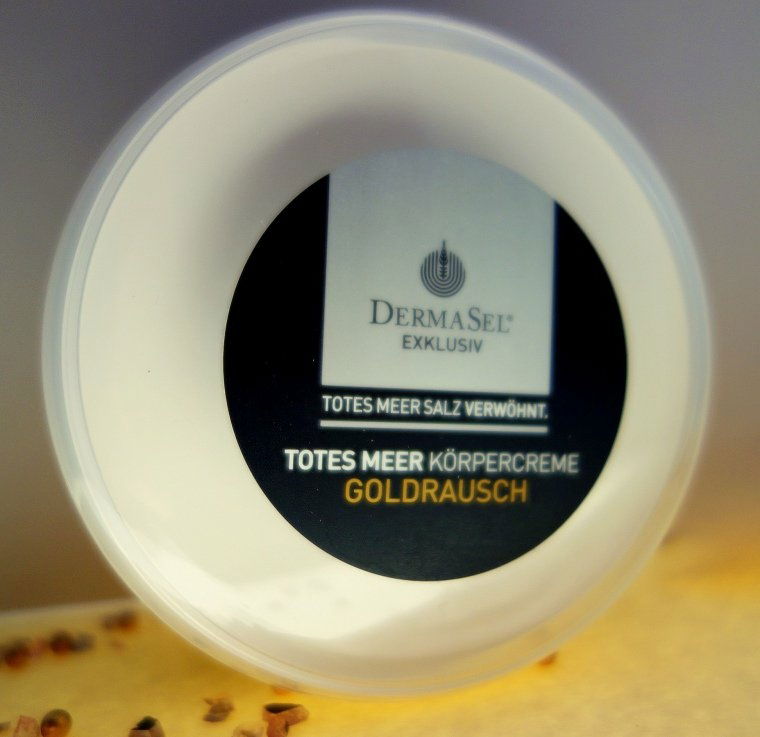 DERMASEL®
EXKLUSIV
TOTES MEER SALZ VERWÖHNT.
TOTES MEER KÖRPERCREME
GOLDRAUSCH